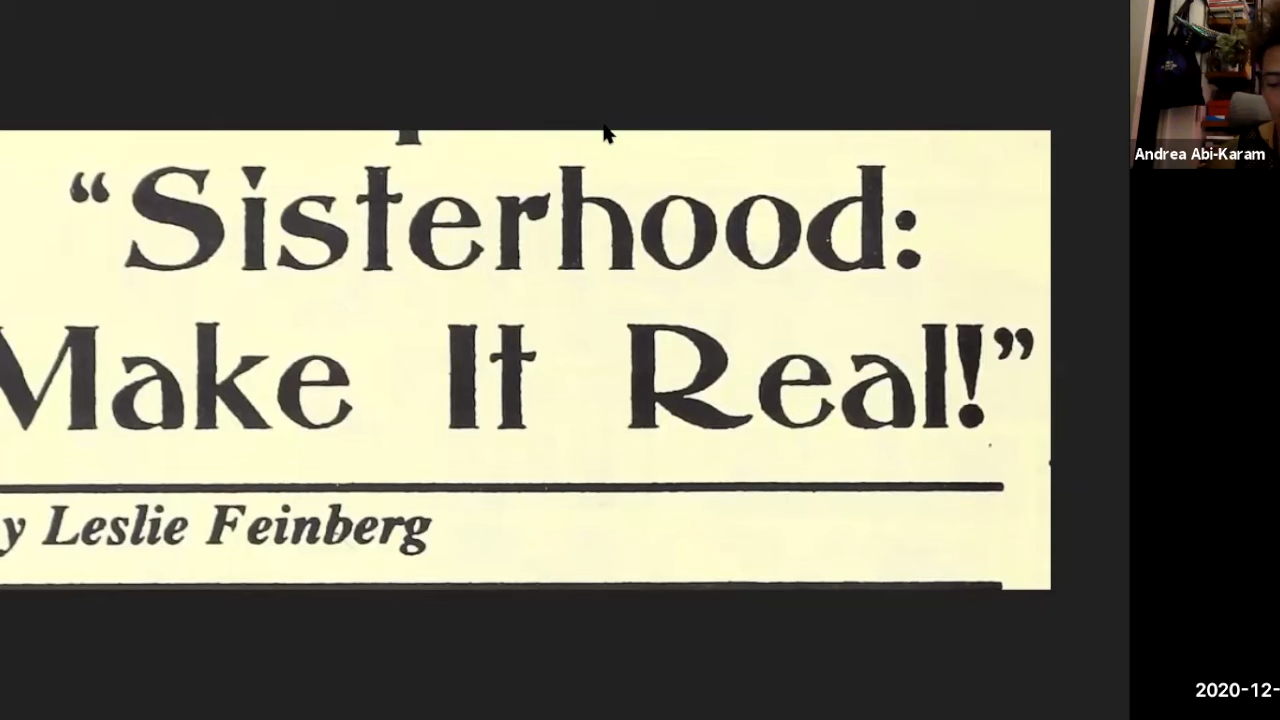 “Sisterhood:
Make It Real!”
y Leslie Feinberg
Andrea Abi-Karam
2020-12-